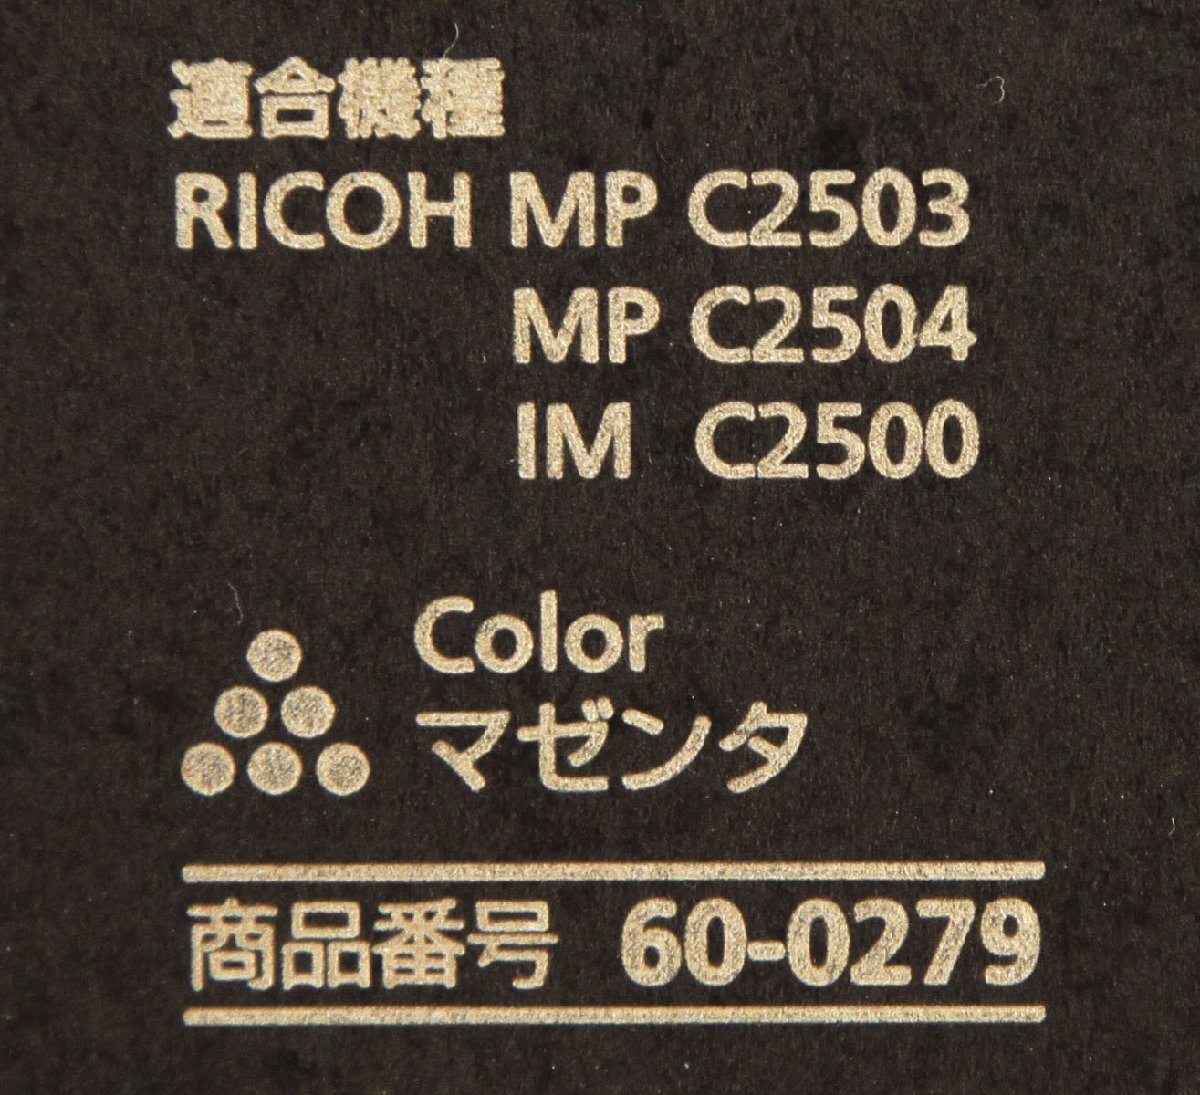 適合機種
RICOH MP C2503
MP C2504
IM C2500
Color
マゼンタ
商品番号 60-0279